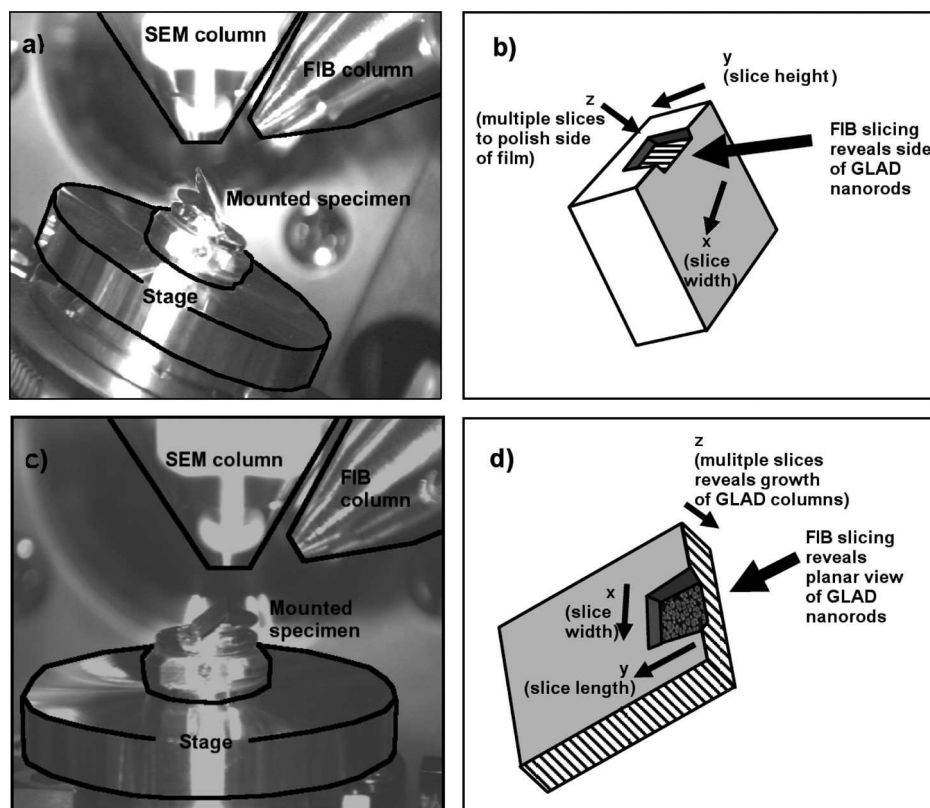 a)
SEM column
FIB column
Mounted specimen
Stage
b)
y
(slice height)
z
(multiple slices
to polish side
of film)
FIB slicing
reveals side
of GLAD
nanorods
x
(slice
width)
c)
SEM column
FIB
column
Mounted
specimen
Stage
d)
z
(mulitple slices
reveals growth
of GLAD columns)
FIB slicing
reveals
planar view
of GLAD
nanorods
x
(slice
width)
y
(slice length)